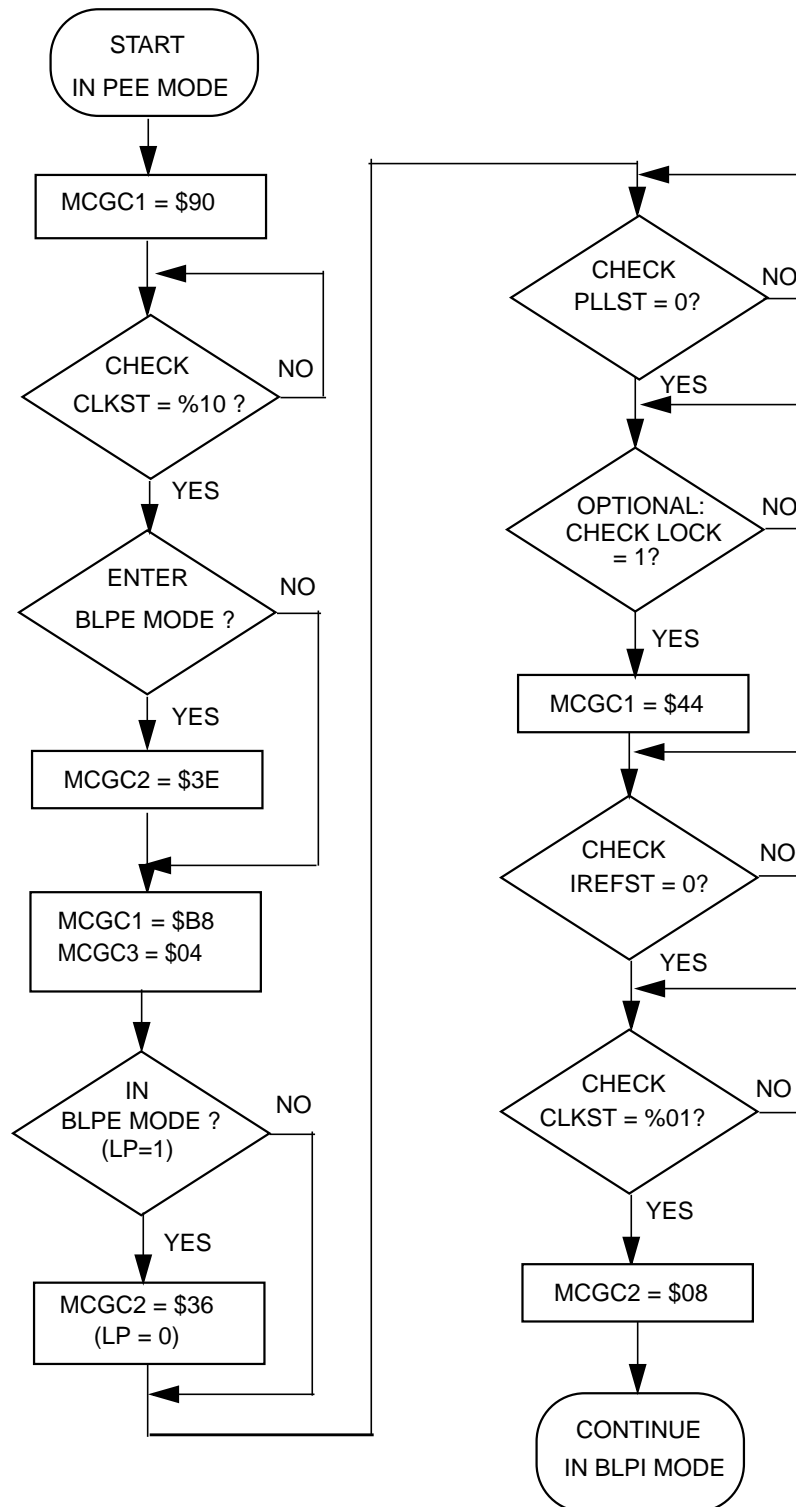 START
IN PEE MODE
MCGC1 = $90
CHECK
CLKST = %10 ?
NO
YES
ENTER
BLPE MODE ?
NO
YES
MCGC2 = $3E
MCGC1 = $B8
MCGC3 = $04
IN
BLPE MODE ?
(LP=1)
NO
YES
MCGC2 = $36
(LP = 0)
CHECK
PLLST = 0?
NO
YES
OPTIONAL:
CHECK LOCK
= 1?
NO
YES
MCGC1 = $44
CHECK
IREFST = 0?
NO
YES
CHECK
CLKST = %01?
NO
YES
MCGC2 = $08
CONTINUE
IN BLPI MODE